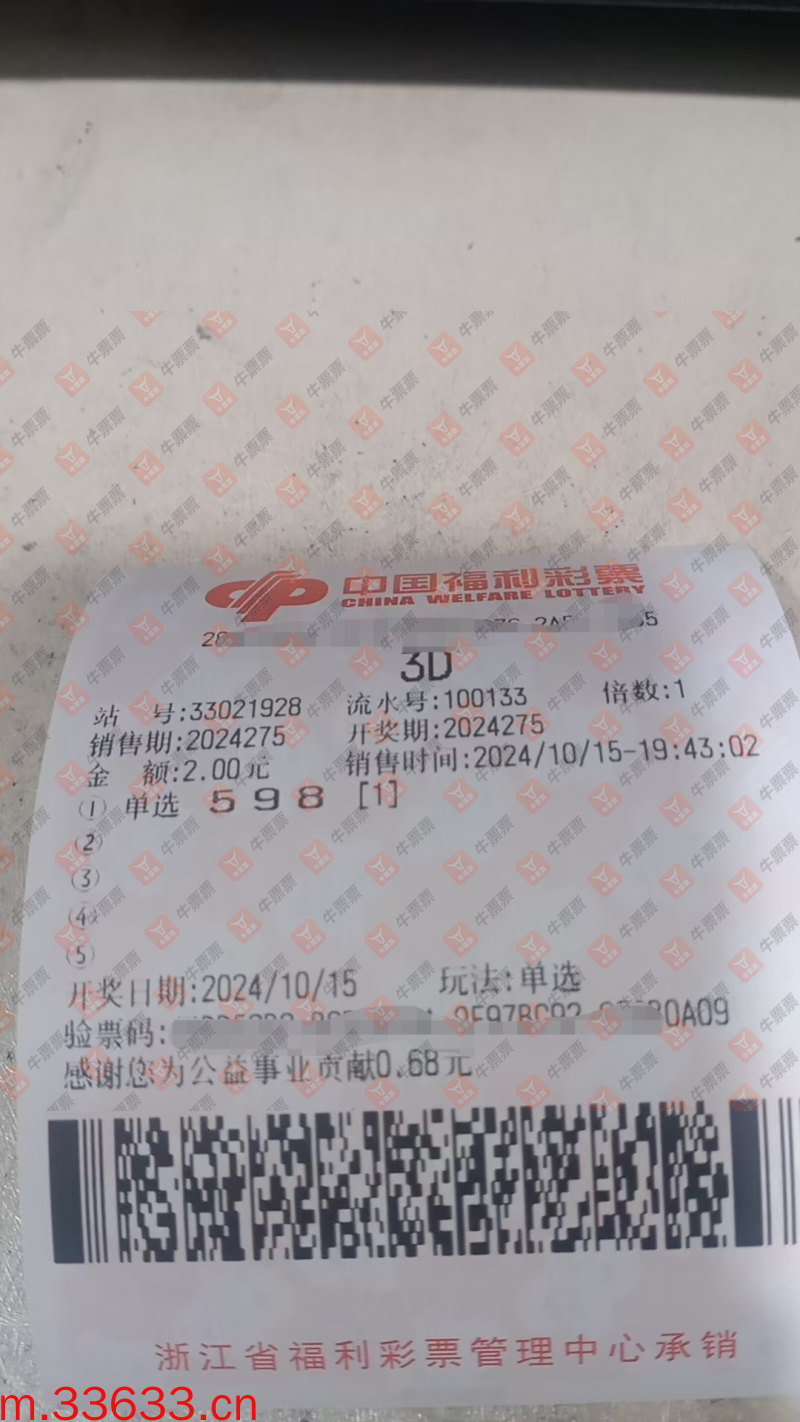 中国福利彩票
CHINA WELFARE LOTTERY
3D
站 号:33021928 流水号:100133 倍数:1
销售期:2024275 开奖期:2024275
金 额:2.00元 销售时间:2024/10/15-19:43:02
(1) 单选 5 9 8 [1]
(2)
(3)
(4)
(5)
开奖日期:2024/10/15 玩法:单选
验票码:
感谢您为公益事业贡献0.68元
浙江省福利彩票管理中心承销
m.33633.cn
牛票票